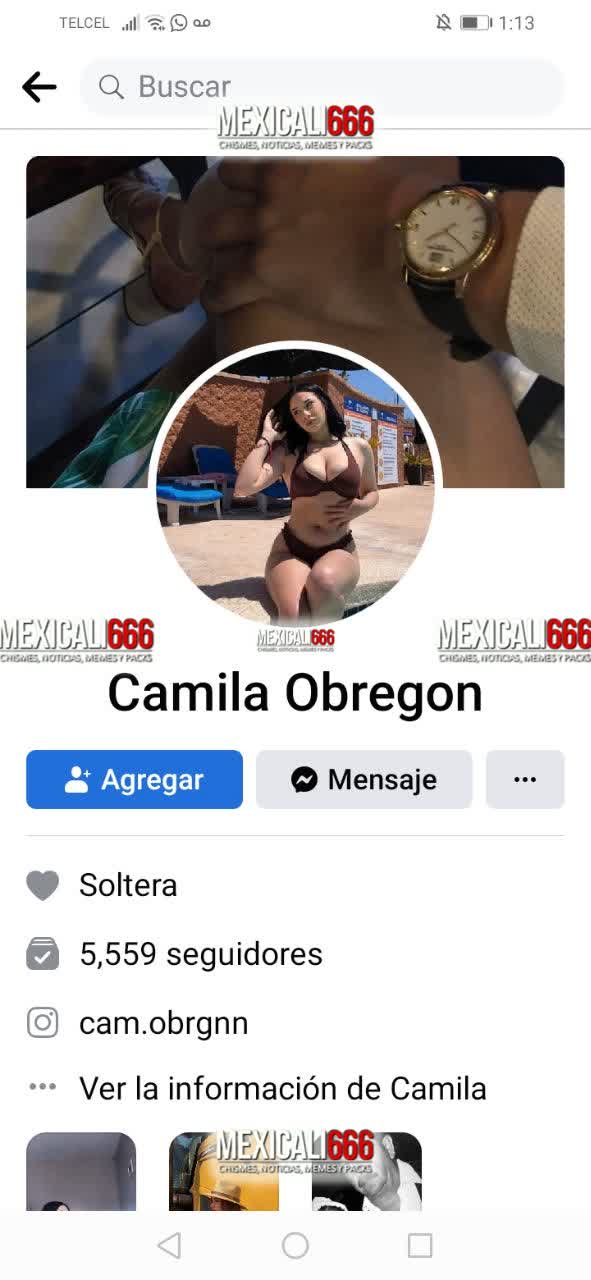 TELCEL
1:13
Buscar
MEXICALI666
CHISMES, NOTICIAS, MEMES Y PACKS
MEXICALI666
CHISMES, NOTICIAS, MEMES Y PACKS
MEXICALI666
CHISMES, NOTICIAS, MEMES Y PACKS
MEXICALI666
CHISMES, NOTICIAS, MEMES Y PACKS
Camila Obregon
Agregar
Mensaje
Soltera
5,559 seguidores
cam.obrgnn
Ver la información de Camila
MEXICALI666
CHISMES, NOTICIAS, MEMES Y PACKS